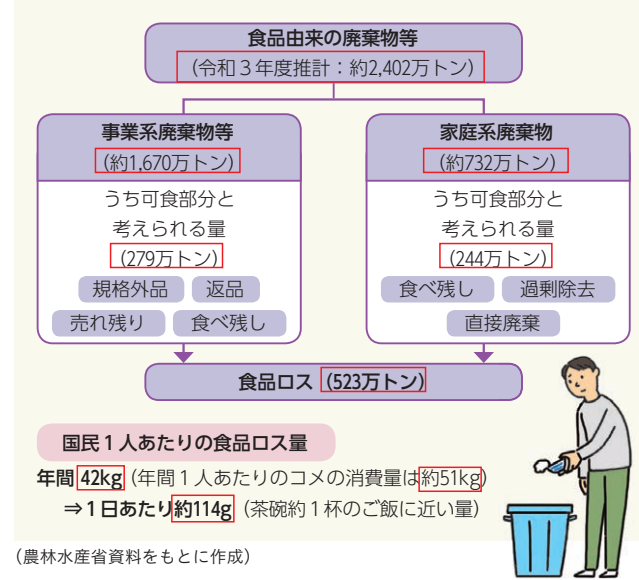 食品由来の廃棄物等
(令和3年度推計：約2,402万トン)
事業系廃棄物等
(約1,670万トン)
うち可食部分と
考えられる量
(279万トン)
規格外品 返品
売れ残り 食べ残し
家庭系廃棄物
(約732万トン)
うち可食部分と
考えられる量
(244万トン)
食べ残し 過剰除去
直接廃棄
食品ロス (523万トン)
国民1人あたりの食品ロス量
年間42kg(年間1人あたりのコメの消費量は約51kg)
⇒1日あたり約114g(茶碗約1杯のご飯に近い量)
(農林水産省資料をもとに作成)